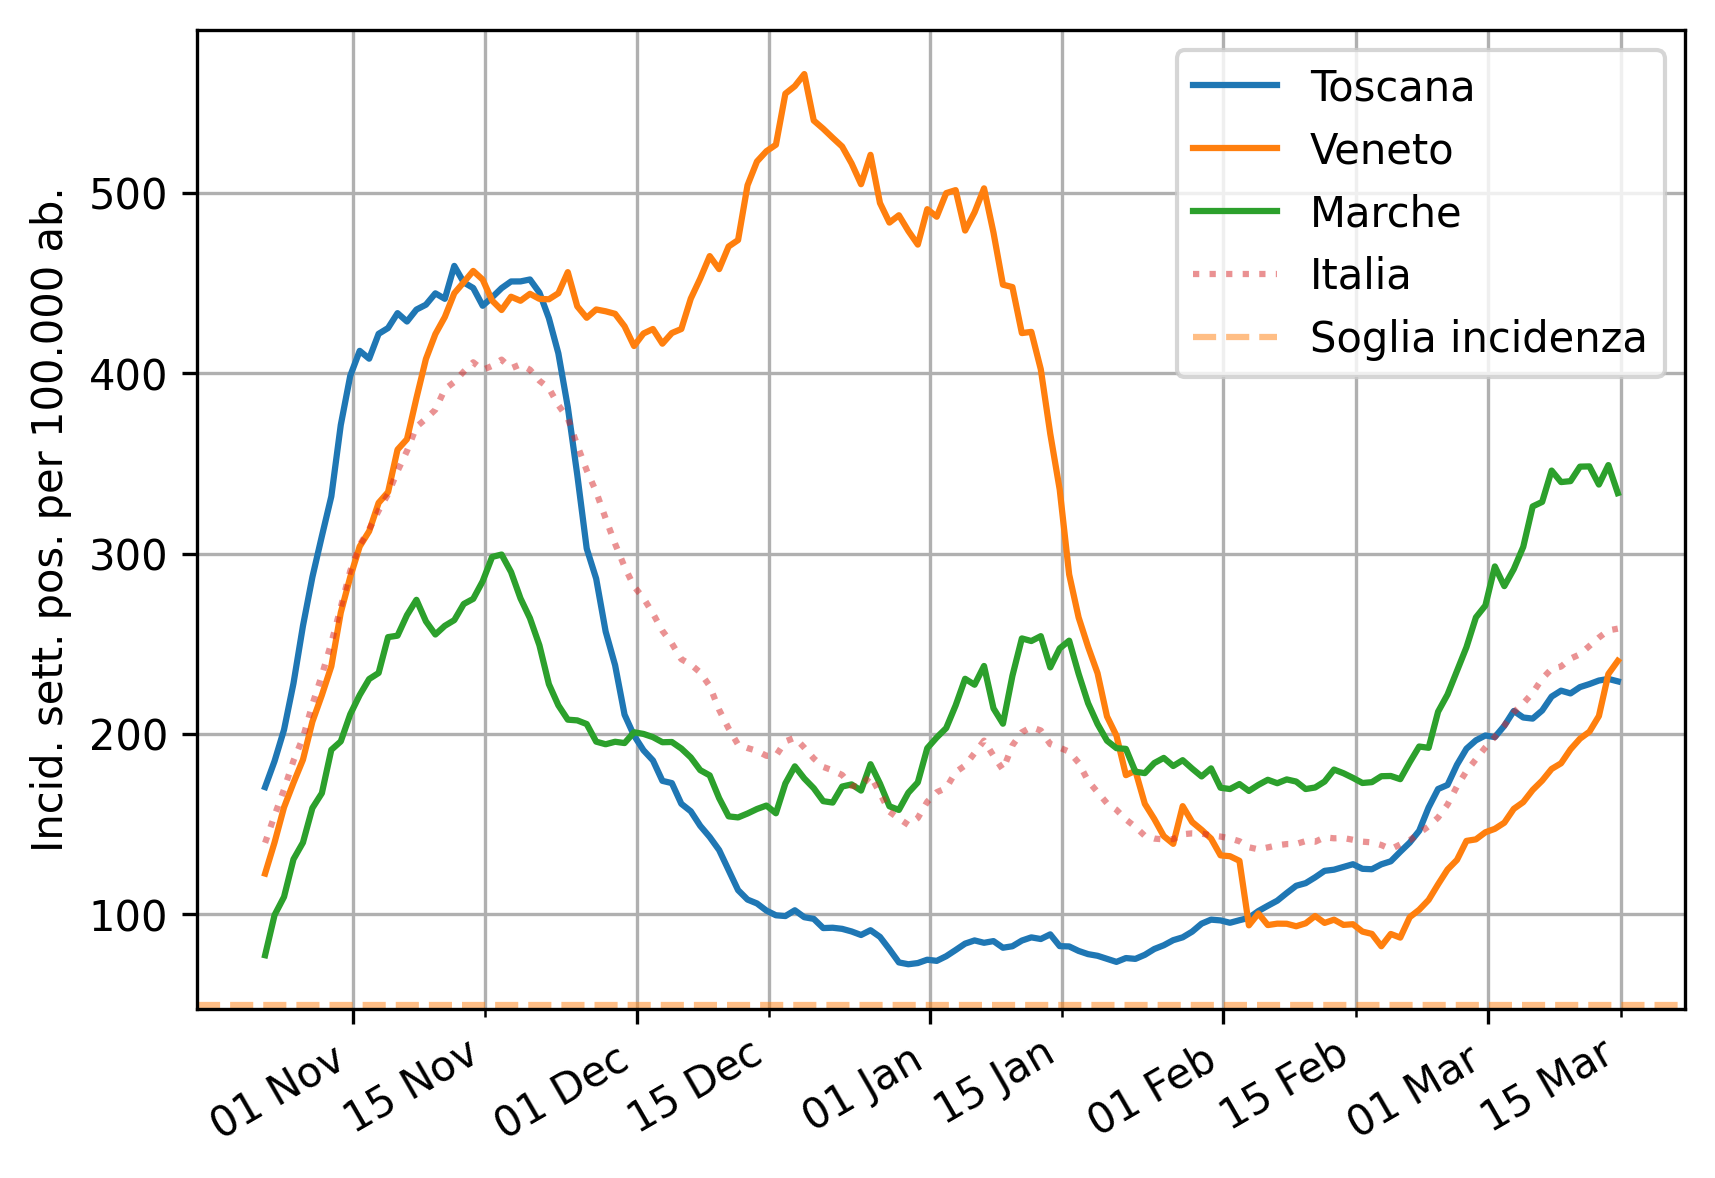 Toscana
Veneto
Marche
Italia
Soglia incidenza
Incid. sett. pos. per 100.000 ab.
500
400
300
200
100
01 Nov
15 Nov
01 Dec
15 Dec
01 Jan
15 Jan
01 Feb
15 Feb
01 Mar
15 Mar